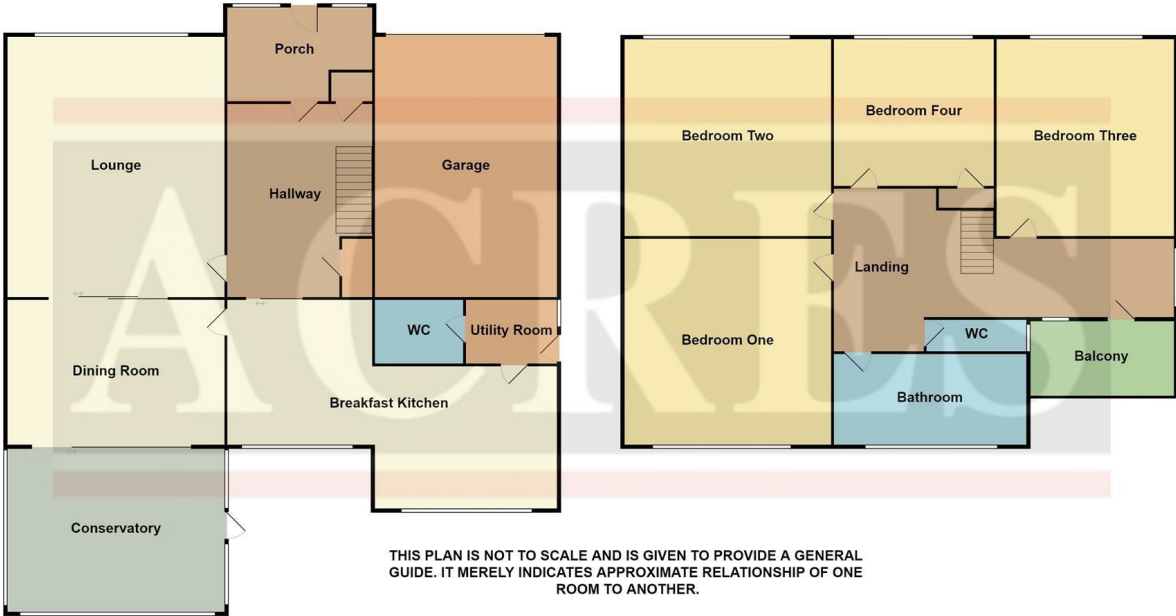 Porch
Lounge
Hallway
Garage
WC
Utility Room
Dining Room
Breakfast Kitchen
Conservatory
Bedroom Two
Bedroom Four
Bedroom Three
Landing
Bedroom One
WC
Balcony
Bathroom
ACRES
THIS PLAN IS NOT TO SCALE AND IS GIVEN TO PROVIDE A GENERAL
GUIDE. IT MERELY INDICATES APPROXIMATE RELATIONSHIP OF ONE
ROOM TO ANOTHER.